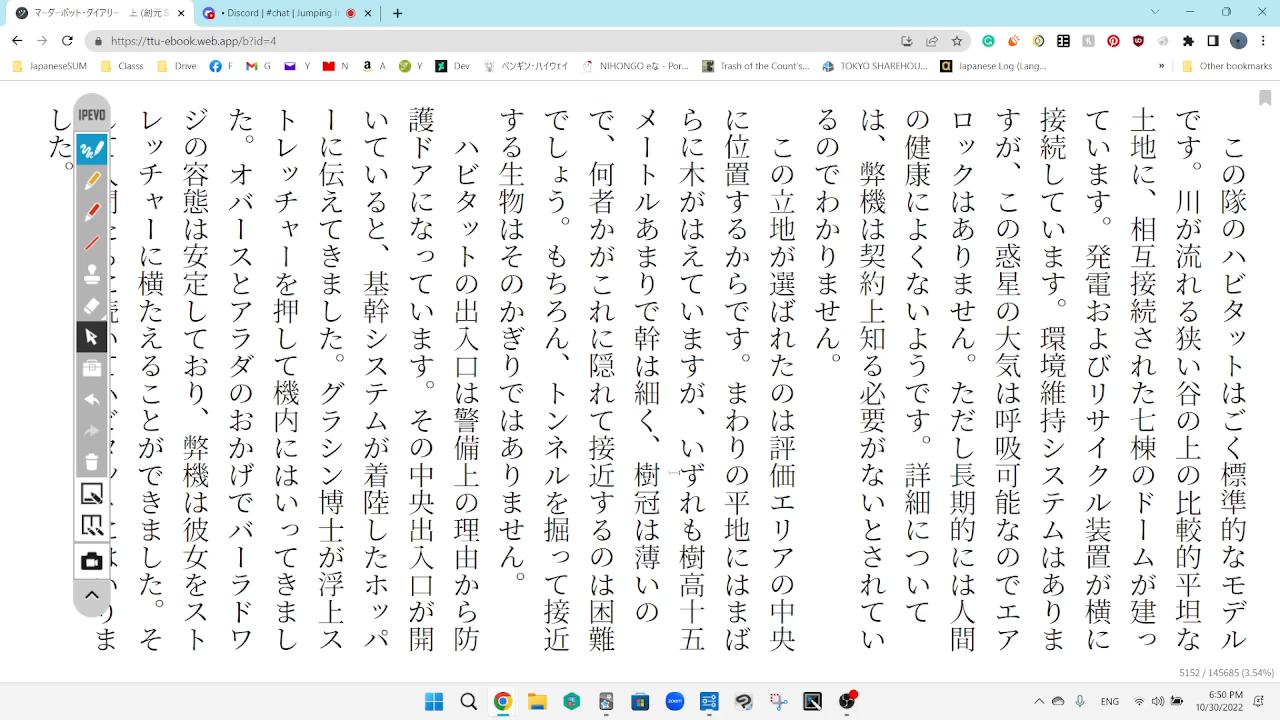 マーダーボット・ダイアリー　上 (創元 S
• Discord | #chat | Jumping I
https://ttu-ebook.web.app/b?id=4
JapaneseSUM
Classs
Drive
F
G
Y
N
A
Y
Dev
ペンギン・ハイウェイ
NIHONGO eな - Por...
Trash of the Count's...
TOKYO SHAREHOU...
Japanese Log (Lang...
»
Other bookmarks
IPEVO
この隊のハビタットはごく標準的なモデル
です。川が流れる狭い谷の上の比較的平坦な
土地に、相互接続された七棟のドームが建っ
ています。発電およびリサイクル装置が横に
接続しています。環境維持システムはありま
すが、この惑星の大気は呼吸可能なのでエア
ロックはありません。ただし長期的には人間
の健康によくないようです。詳細について
は、弊機は契約上知る必要がないとされてい
るのでわかりません。
この立地が選ばれたのは評価エリアの中央
に位置するからです。まわりの平地にはまば
らに木がはえていますが、いずれも樹高十五
メートルあまりで幹は細く、樹冠は薄いの
で、何者かがこれに隠れて接近するのは困難
でしょう。もちろん、トンネルを掘って接近
する生物はそのかぎりではありません。
ハビタットの出入口は警備上の理由から防
護ドアになっています。その中央出入口が開
いていると、基幹システムが着陸したホッパ
ーに伝えてきました。グラシン博士が浮上ス
トレッチャーを押して機内にはいってきまし
た。オバースとアラダのおかげでバーラドワ
ジの容態は安定しており、弊機は彼女をスト
レッチャーに横たえることができました。そ
りま
した。
5152 / 145685 (3.54%)
ENG
6:50 PM
10/30/2022